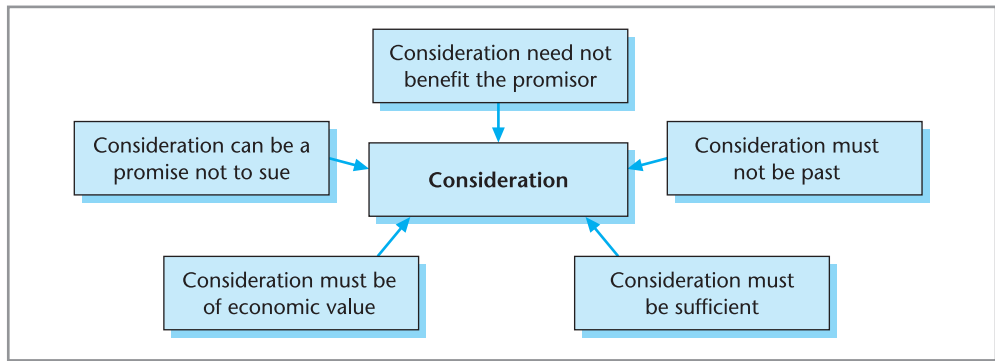 Consideration need not
benefit the promisor
Consideration can be a
promise not to sue
Consideration
Consideration must
not be past
Consideration must be
of economic value
Consideration must
be sufficient